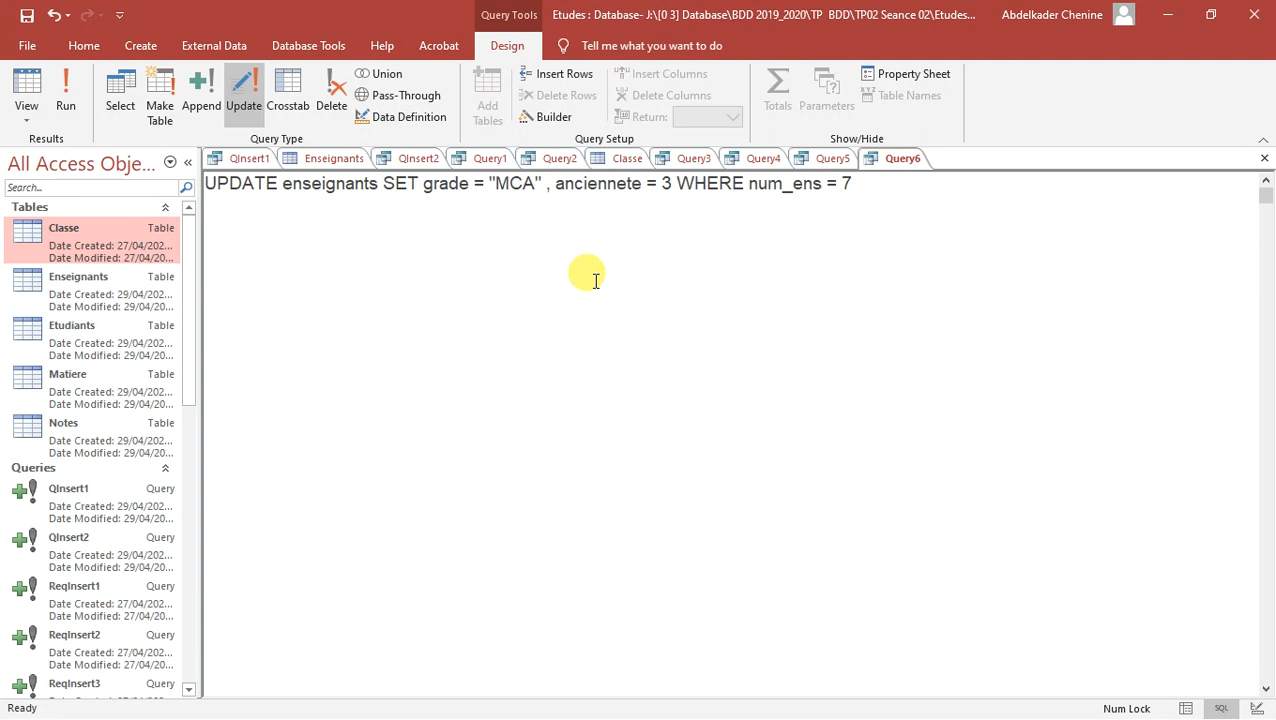 Query Tools
Etudes : Database- J:\[0 3] Database\BDD 2019_2020\TP BDD\TP02 Seance 02\Etudes...
Abdelkader Chenine
File Home Create External Data Database Tools Help Acrobat Design Tell me what you want to do
View
Run
Select
Make Table
Append
Update
Crosstab
Delete
Union
Pass-Through
Data Definition
Add Tables
Insert Rows
Delete Rows
Builder
Insert Columns
Delete Columns
Return:
Totals
Parameters
Property Sheet
Table Names
Results
Query Type
Query Setup
Show/Hide
All Access Obje...
QInsert1 Enseignants QInsert2 Query1 Query2 Classe Query3 Query4 Query5 Query6
UPDATE enseignants SET grade = "MCA" , anciennete = 3 WHERE num_ens = 7
Search...
Tables
Classe Table
Date Created: 27/04/202...
Date Modified: 27/04/20...
Enseignants Table
Date Created: 29/04/202...
Date Modified: 29/04/20...
Etudiants Table
Date Created: 29/04/202...
Date Modified: 29/04/20...
Matiere Table
Date Created: 29/04/202...
Date Modified: 29/04/20...
Notes Table
Date Created: 29/04/202...
Date Modified: 29/04/20...
Queries
QInsert1 Query
Date Created: 29/04/202...
Date Modified: 29/04/20...
QInsert2 Query
Date Created: 29/04/202...
Date Modified: 29/04/20...
ReqInsert1 Query
Date Created: 27/04/202...
Date Modified: 27/04/20...
ReqInsert2 Query
Date Created: 27/04/202...
Date Modified: 27/04/20...
ReqInsert3 Query
Date Created: 27/04/202...
Ready
Num Lock
SQL